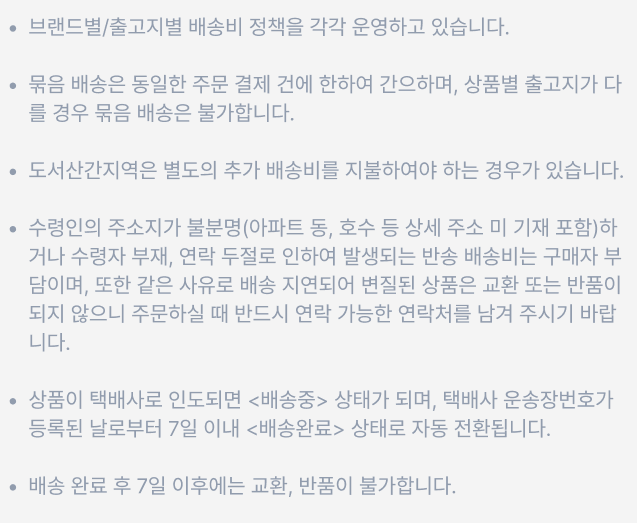 • 브랜드별/출고지별 배송비 정책을 각각 운영하고 있습니다.
• 묶음 배송은 동일한 주문 결제 건에 한하여 간으하며, 상품별 출고지가 다
를 경우 묶음 배송은 불가합니다.
• 도서산간지역은 별도의 추가 배송비를 지불하여야 하는 경우가 있습니다.
• 수령인의 주소지가 불분명(아파트 동, 호수 등 상세 주소 미 기재 포함)하
거나 수령자 부재, 연락 두절로 인하여 발생되는 반송 배송비는 구매자 부
담이며, 또한 같은 사유로 배송 지연되어 변질된 상품은 교환 또는 반품이
되지 않으니 주문하실 때 반드시 연락 가능한 연락처를 남겨 주시기 바랍
니다.
• 상품이 택배사로 인도되면 <배송중> 상태가 되며, 택배사 운송장번호가
등록된 날로부터 7일 이내 <배송완료> 상태로 자동 전환됩니다.
• 배송 완료 후 7일 이후에는 교환, 반품이 불가합니다.